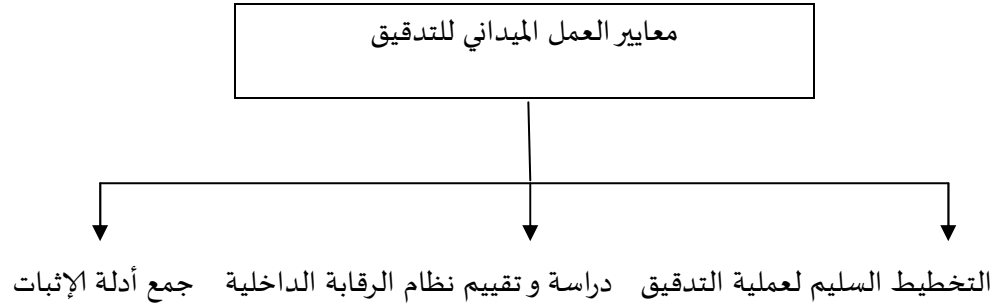 معايير العمل الميداني للتدقيق
التخطيط السليم لعملية التدقيق   دراسة و تقييم نظام الرقابة الداخلية   جمع أدلة الإثبات